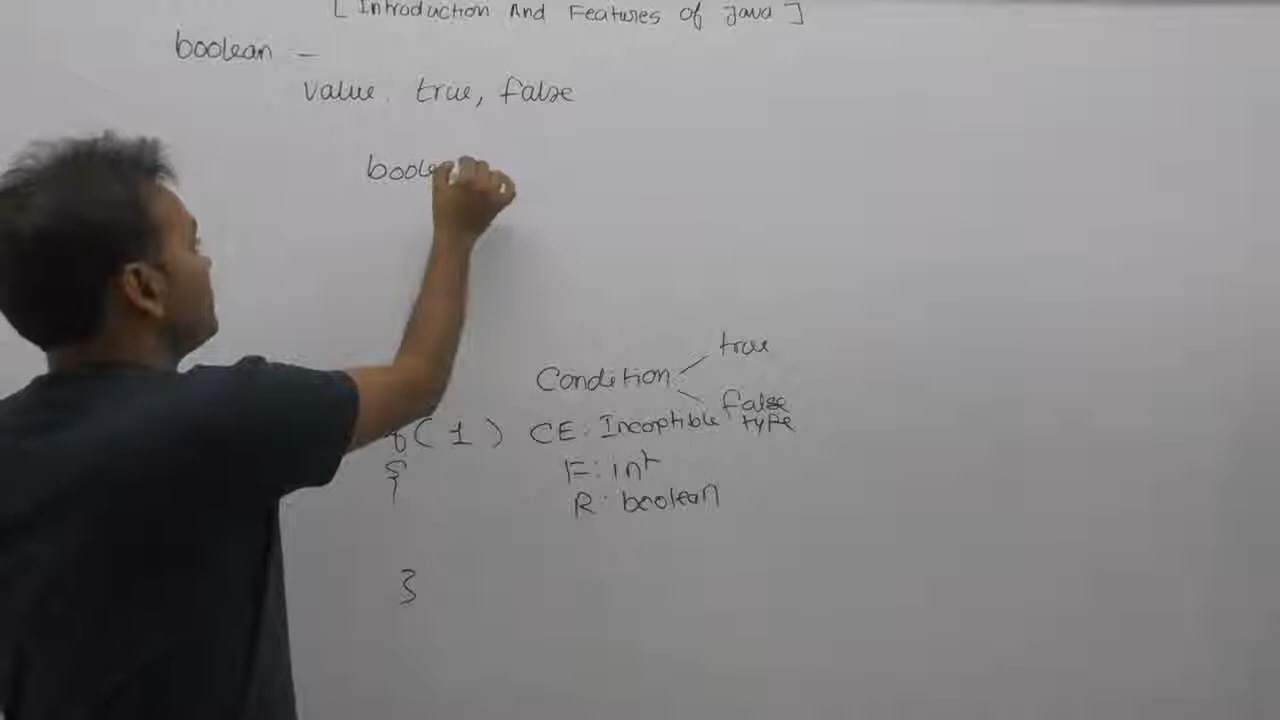 [ Introduction And Features of Java ]
boolean –
value. true, false
boole
true
Condition
false
( 1 ) CE: Incoptible type
{
F: int
R: boolean
}